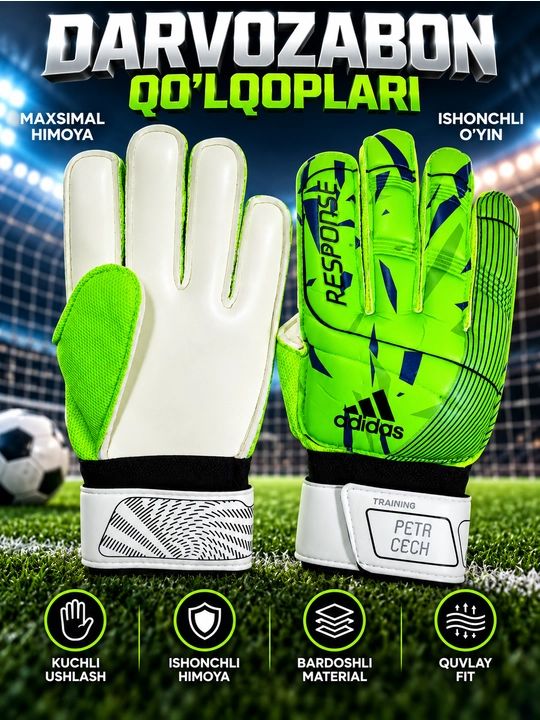 DARVOZABON
QO'LQOPLARI
MAXSIMAL
HIMOYA
ISHONCHLI
O'YIN
RESPONSE
adidas
TRAINING
PETR
CECH
KUCHLI
USHLASH
ISHONCHLI
HIMOYA
BARDOSHLI
MATERIAL
QUVLAY
FIT